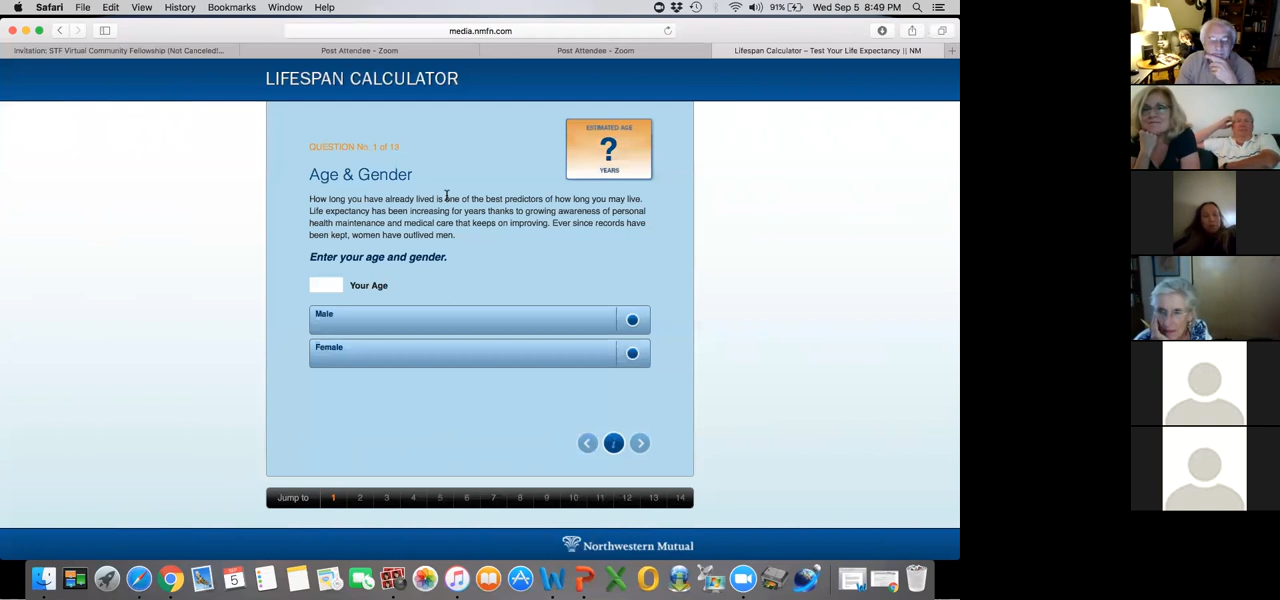 Safari File Edit View History Bookmarks Window Help
91% Wed Sep 5 8:49 PM
media.nmfn.com
Invitation: STF Virtual Community Fellowship (Not Canceled!...
Post Attendee - Zoom
Post Attendee - Zoom
Lifespan Calculator – Test Your Life Expectancy || NM
LIFESPAN CALCULATOR
QUESTION No. 1 of 13
ESTIMATED AGE
?
YEARS
Age & Gender
How long you have already lived is one of the best predictors of how long you may live.
Life expectancy has been increasing for years thanks to growing awareness of personal
health maintenance and medical care that keeps on improving. Ever since records have
been kept, women have outlived men.
Enter your age and gender.
Your Age
Male
Female
i
Jump to 1 2 3 4 5 6 7 8 9 10 11 12 13 14
Northwestern Mutual
5